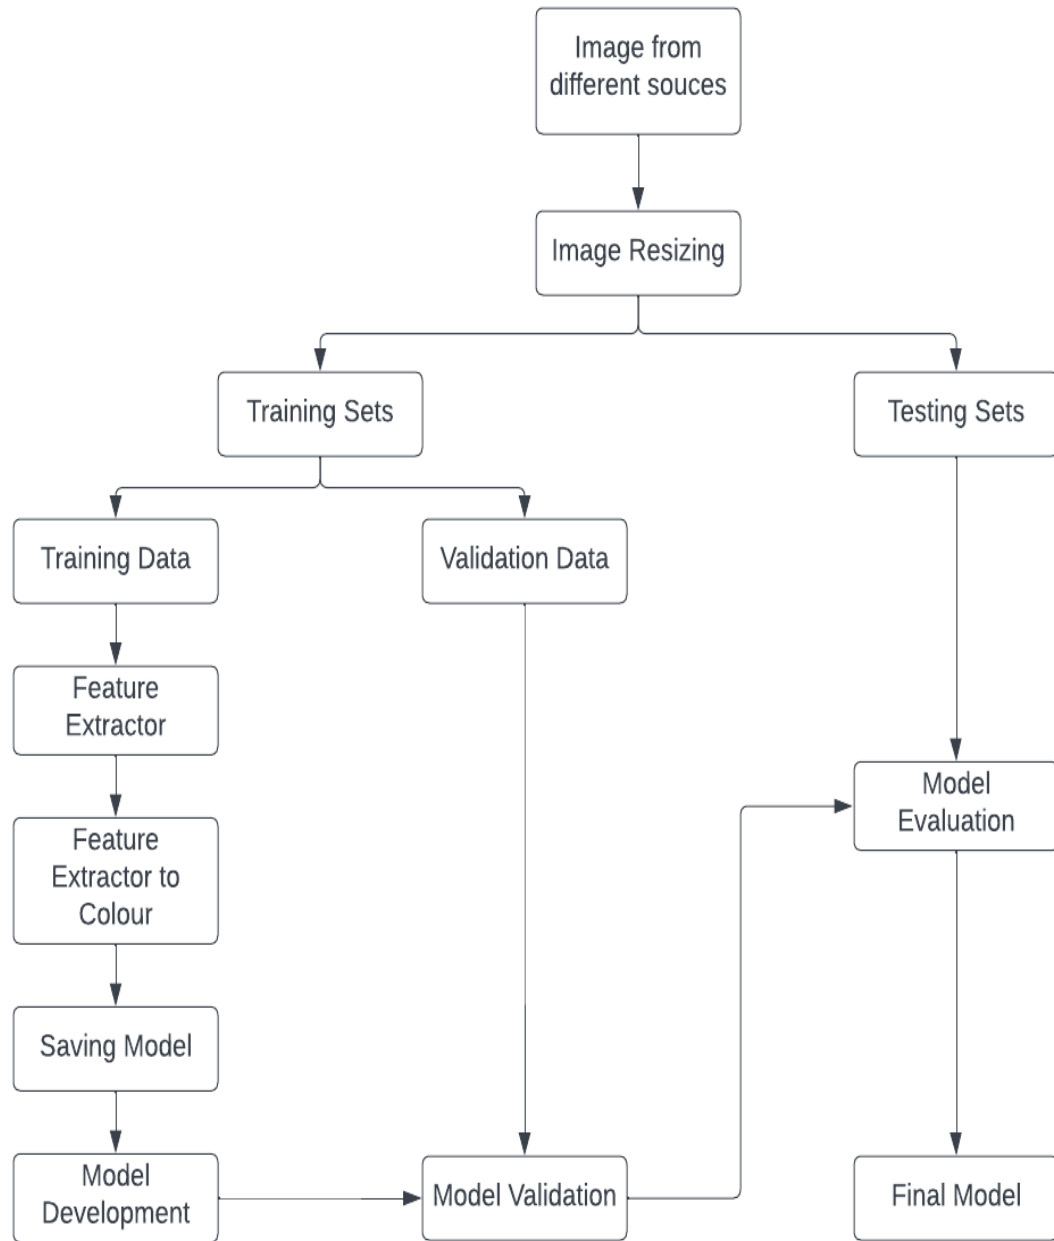 Image from
different souces
Image Resizing
Training Sets
Testing Sets
Training Data
Validation Data
Feature
Extractor
Model
Evaluation
Feature
Extractor to
Colour
Saving Model
Model
Development
Model Validation
Final Model